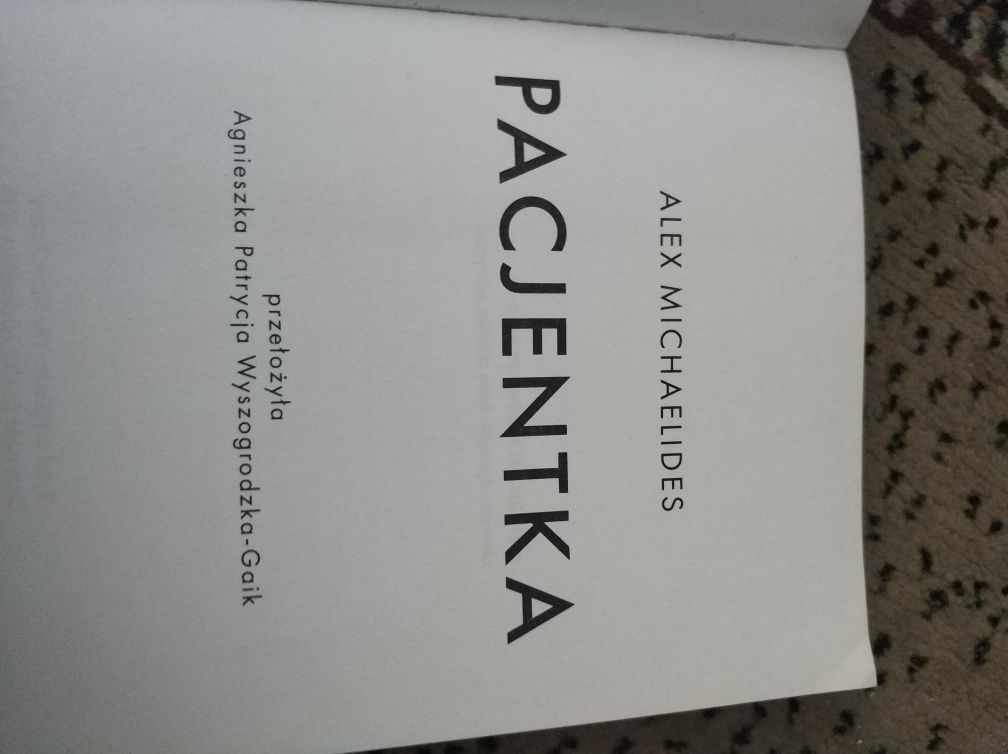 ALEX MICHAELIDES
PACJENTKA
przełożyła
Agnieszka Patrycja Wyszogrodzka-Gaik